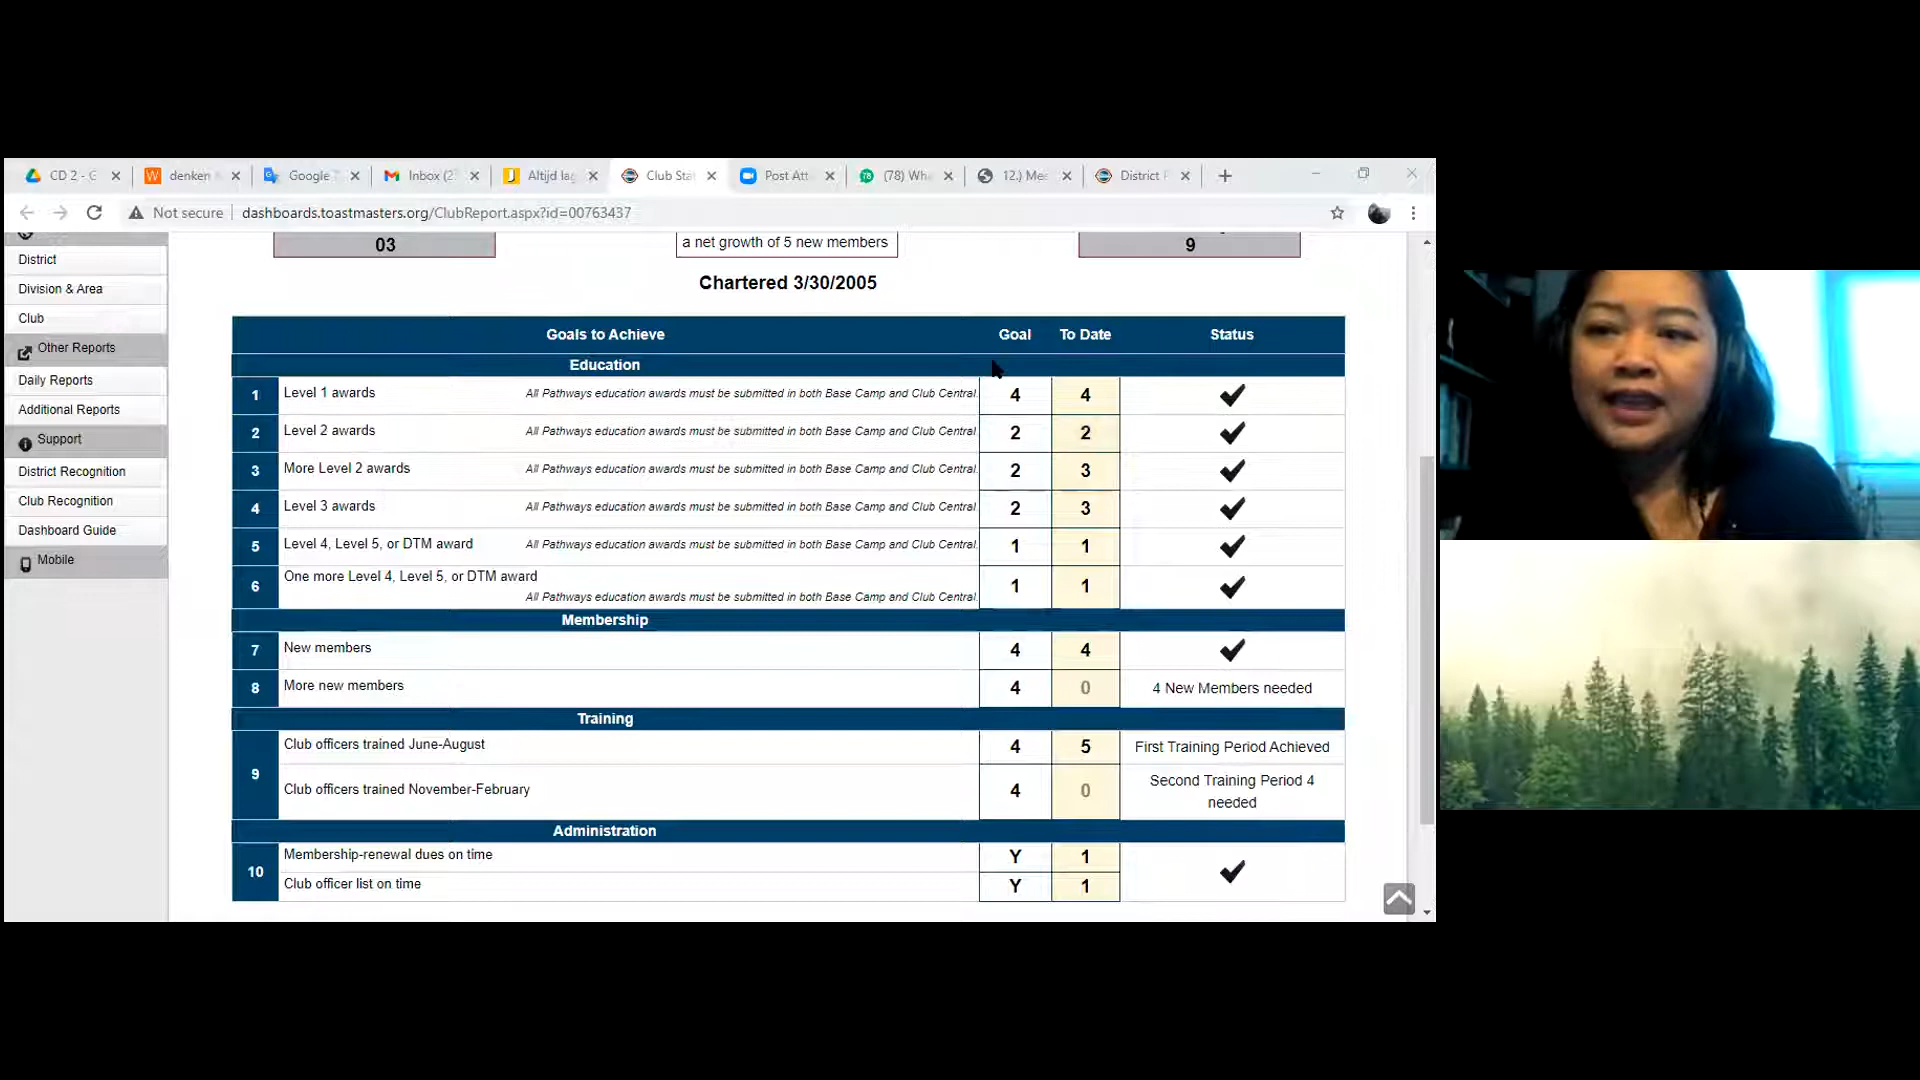 CD 2 - G
denken
Google
Inbox (2
Altijd lag
Club Sta
Post Att
(78) Wh
12.) Me
District
Not secure
dashboards.toastmasters.org/ClubReport.aspx?id=00763437
District
Division & Area
Club
Other Reports
Daily Reports
Additional Reports
Support
District Recognition
Club Recognition
Dashboard Guide
Mobile
03
a net growth of 5 new members
9
Chartered 3/30/2005
Goals to Achieve Goal To Date Status
Education
1 Level 1 awards All Pathways education awards must be submitted in both Base Camp and Club Central. 4 4
2 Level 2 awards All Pathways education awards must be submitted in both Base Camp and Club Central. 2 2
3 More Level 2 awards All Pathways education awards must be submitted in both Base Camp and Club Central. 2 3
4 Level 3 awards All Pathways education awards must be submitted in both Base Camp and Club Central. 2 3
5 Level 4, Level 5, or DTM award All Pathways education awards must be submitted in both Base Camp and Club Central. 1 1
6 One more Level 4, Level 5, or DTM award 1 1
All Pathways education awards must be submitted in both Base Camp and Club Central.
Membership
7 New members 4 4
8 More new members 4 0 4 New Members needed
Training
9 Club officers trained June-August 4 5 First Training Period Achieved
Club officers trained November-February 4 0 Second Training Period 4
needed
Administration
10 Membership-renewal dues on time Y 1
Club officer list on time Y 1